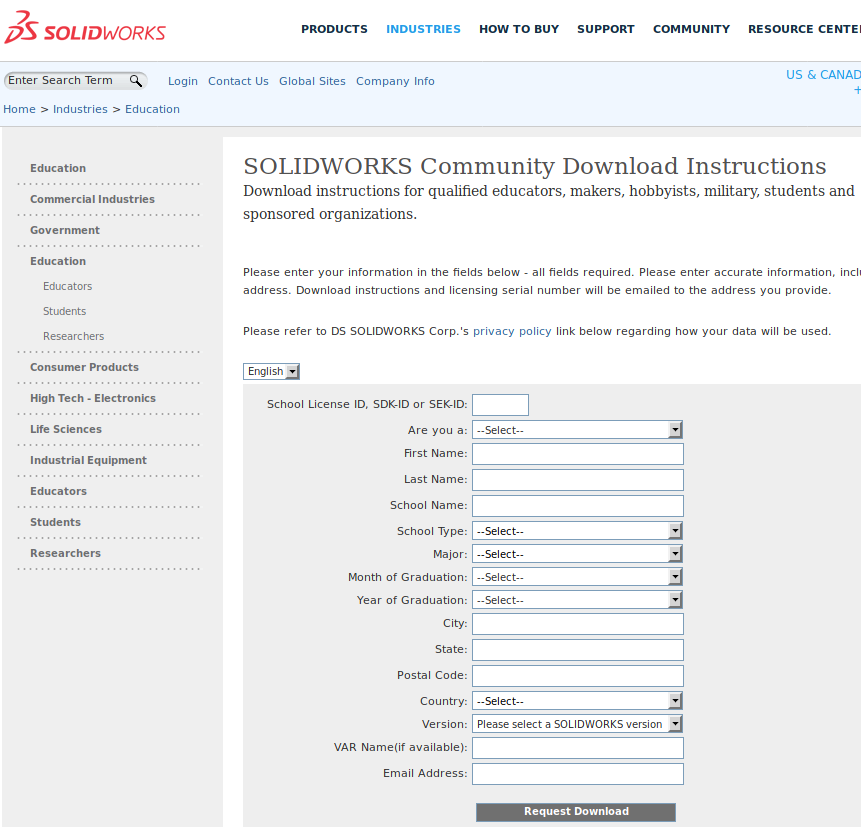 SOLIDWORKS
PRODUCTS INDUSTRIES HOW TO BUY SUPPORT COMMUNITY RESOURCE CENTE
Enter Search Term Login Contact Us Global Sites Company Info US & CANAD
+
Home > Industries > Education
Education
Commercial Industries
Government
Education
Educators
Students
Researchers
Consumer Products
High Tech - Electronics
Life Sciences
Industrial Equipment
Educators
Students
Researchers
SOLIDWORKS Community Download Instructions
Download instructions for qualified educators, makers, hobbyists, military, students and
sponsored organizations.
Please enter your information in the fields below - all fields required. Please enter accurate information, incl
address. Download instructions and licensing serial number will be emailed to the address you provide.
Please refer to DS SOLIDWORKS Corp.'s privacy policy link below regarding how your data will be used.
English
School License ID, SDK-ID or SEK-ID:
Are you a: --Select--
First Name:
Last Name:
School Name:
School Type: --Select--
Major: --Select--
Month of Graduation: --Select--
Year of Graduation: --Select--
City:
State:
Postal Code:
Country: --Select--
Version: Please select a SOLIDWORKS version
VAR Name(if available):
Email Address:
Request Download